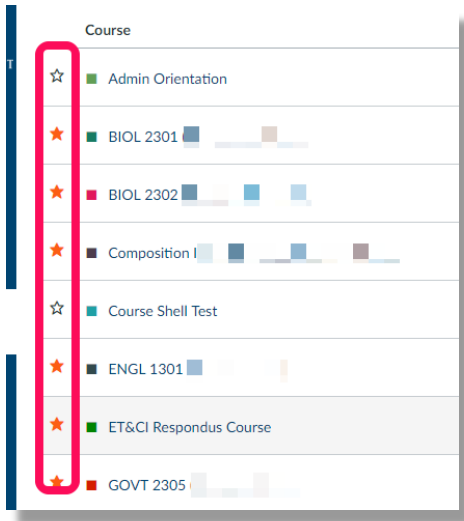 Course
T
Admin Orientation
BIOL 2301
BIOL 2302
Composition I
Course Shell Test
ENGL 1301
ET&CI Respondus Course
GOVT 2305